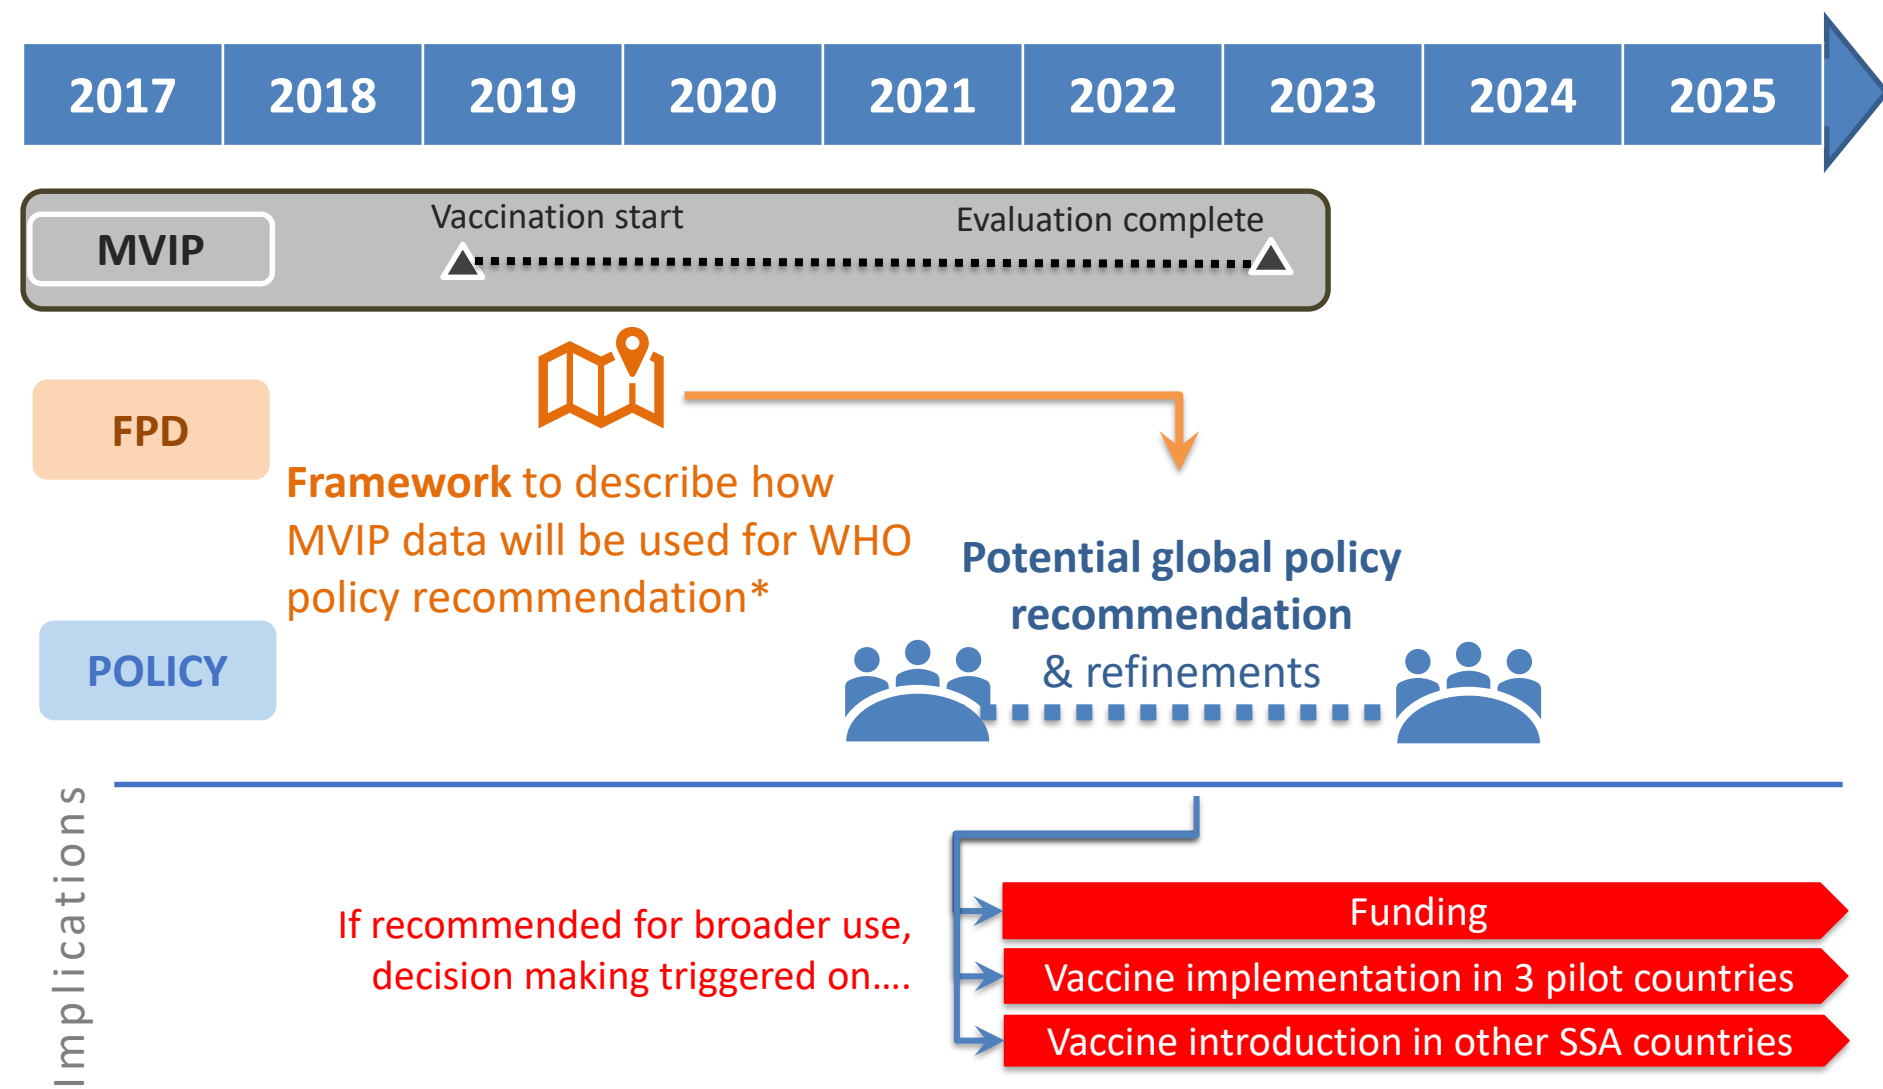 2017 2018 2019 2020 2021 2022 2023 2024 2025
Vaccination start
Evaluation complete
MVIP
FPD
Framework to describe how
MVIP data will be used for WHO
policy recommendation*
Potential global policy
recommendation
& refinements
POLICY
Implications
If recommended for broader use,
decision making triggered on....
Funding
Vaccine implementation in 3 pilot countries
Vaccine introduction in other SSA countries